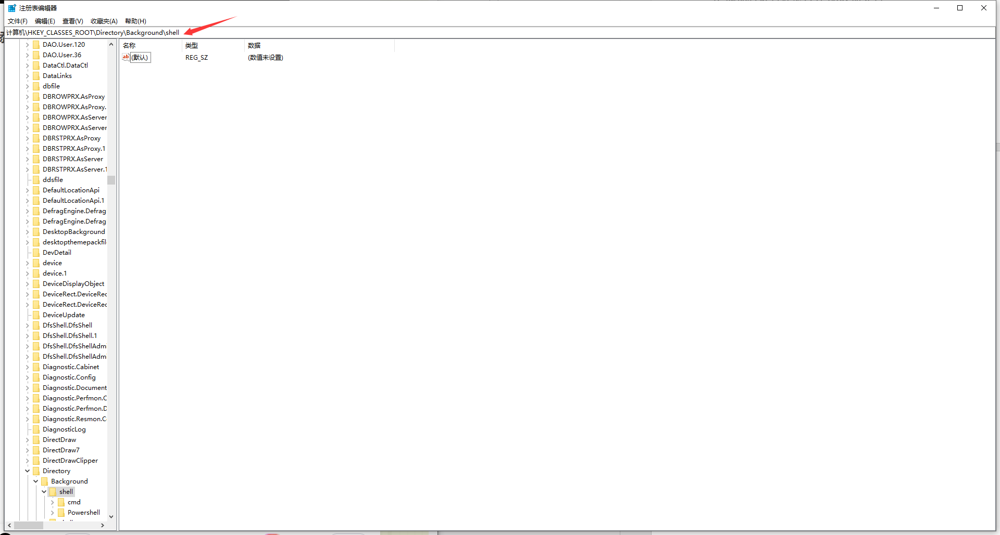 注册表编辑器
文件(F) 编辑(E) 查看(V) 收藏夹(A) 帮助(H)
计算机\HKEY_CLASSES_ROOT\Directory\Background\shell
名称 类型 数据
ab (默认) REG_SZ (数值未设置)
DAO.User.120
DAO.User.36
DataCtl.DataCtl
DataLinks
dbfile
DBROWPRX.AsProxy
DBROWPRX.AsProxy.
DBROWPRX.AsServer
DBROWPRX.AsServer
DBRSTPRX.AsProxy
DBRSTPRX.AsProxy.1
DBRSTPRX.AsServer
DBRSTPRX.AsServer.1
ddsfile
DefaultLocationApi
DefaultLocationApi.1
DefragEngine.Defrag
DefragEngine.Defrag
DesktopBackground
desktopthemepackfil
DevDetail
device
device.1
DeviceDisplayObject
DeviceRect.DeviceRec
DeviceRect.DeviceRec
DeviceUpdate
DfsShell.DfsShell
DfsShell.DfsShell.1
DfsShell.DfsShellAdmi
DfsShell.DfsShellAdmi
Diagnostic.Cabinet
Diagnostic.Config
Diagnostic.Document
Diagnostic.Perfmon.C
Diagnostic.Perfmon.D
Diagnostic.Resmon.C
DiagnosticLog
DirectDraw
DirectDraw7
DirectDrawClipper
Directory
Background
shell
cmd
Powershell